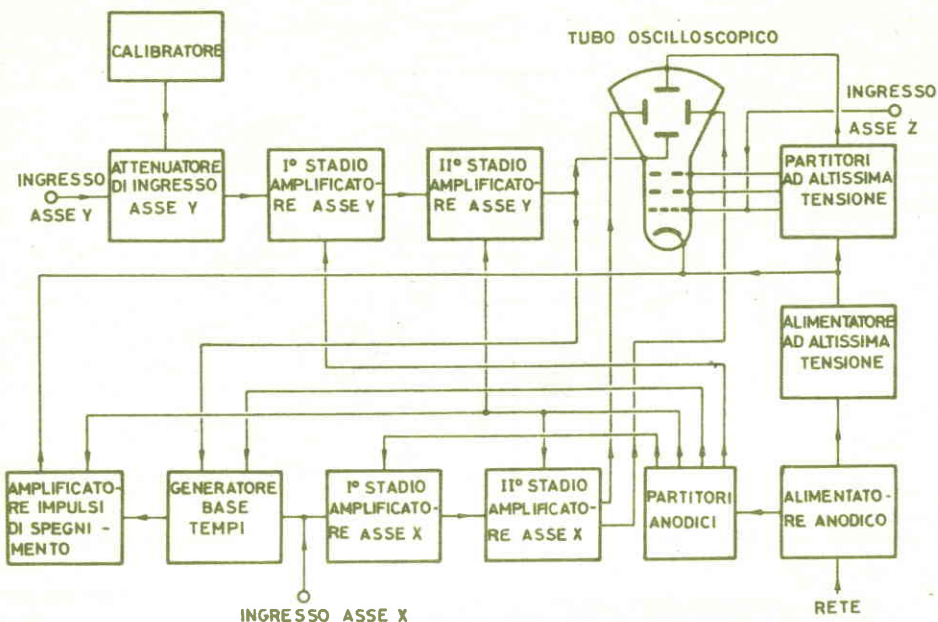 CALIBRATORE
TUBO OSCILLOSCOPICO
INGRESSO
ASSE Z
INGRESSO
ASSE Y
ATTENUATORE
DI INGRESSO
ASSE Y
I° STADIO
AMPLIFICATO-
RE ASSE Y
II° STADIO
AMPLIFICATO-
RE ASSE Y
PARTITORI
AD ALTISSIMA
TENSIONE
ALIMENTATORE
AD ALTISSIMA
TENSIONE
AMPLIFICATO-
RE IMPULSI
DI SPEGNI -
MENTO
GENERATORE
BASE
TEMPI
I° STADIO
AMPLIFICATO-
RE ASSE X
II° STADIO
AMPLIFICATO-
RE ASSE X
PARTITORI
ANODICI
ALIMENTATO-
RE ANODICO
INGRESSO ASSE X
RETE